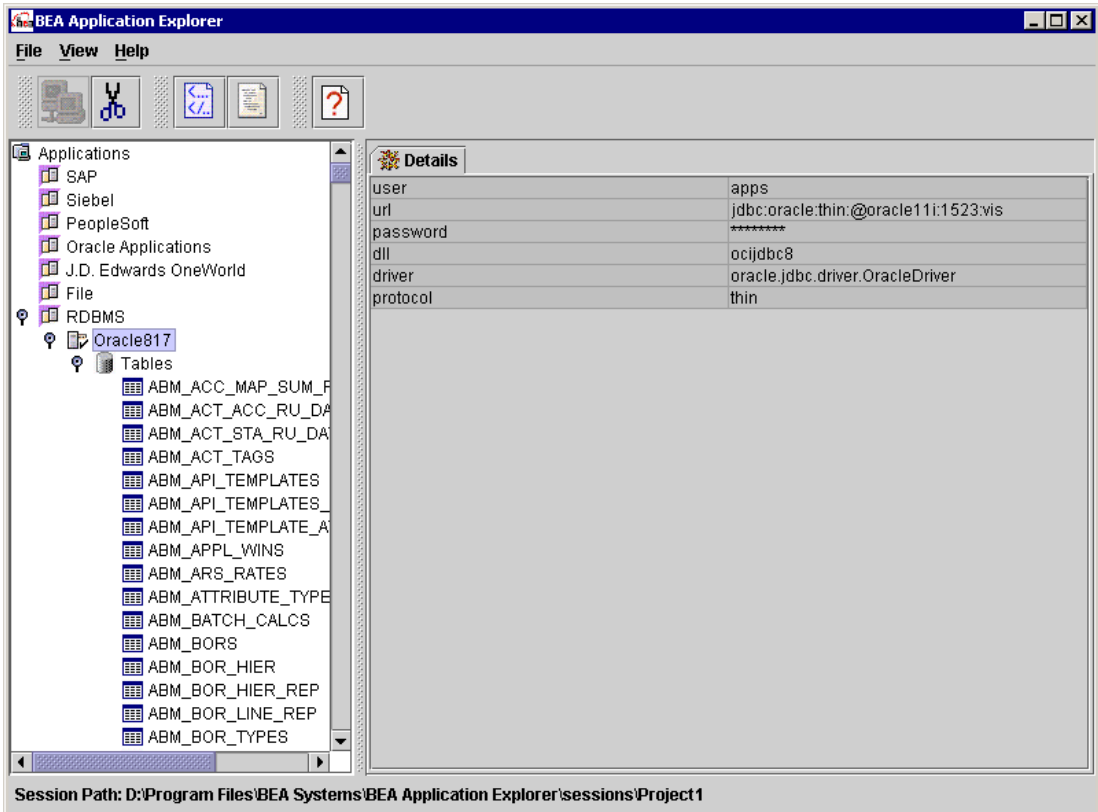 BEA Application Explorer
File View Help
Applications
SAP
Siebel
PeopleSoft
Oracle Applications
J.D. Edwards OneWorld
File
RDBMS
Oracle817
Tables
ABM_ACC_MAP_SUM_
ABM_ACT_ACC_RU_DA
ABM_ACT_STA_RU_DA
ABM_ACT_TAGS
ABM_API_TEMPLATES
ABM_API_TEMPLATES_
ABM_API_TEMPLATE_A
ABM_APPL_WINS
ABM_ARS_RATES
ABM_ATTRIBUTE_TYPE
ABM_BATCH_CALCS
ABM_BORS
ABM_BOR_HIER
ABM_BOR_HIER_REP
ABM_BOR_LINE_REP
ABM_BOR_TYPES
Details
user apps
url jdbc:oracle:thin:@oracle11i:1523:vis
password ********
dll ocijdbc8
driver oracle.jdbc.driver.OracleDriver
protocol thin
Session Path: D:\Program Files\BEA Systems\BEA Application Explorer\sessions\Project1